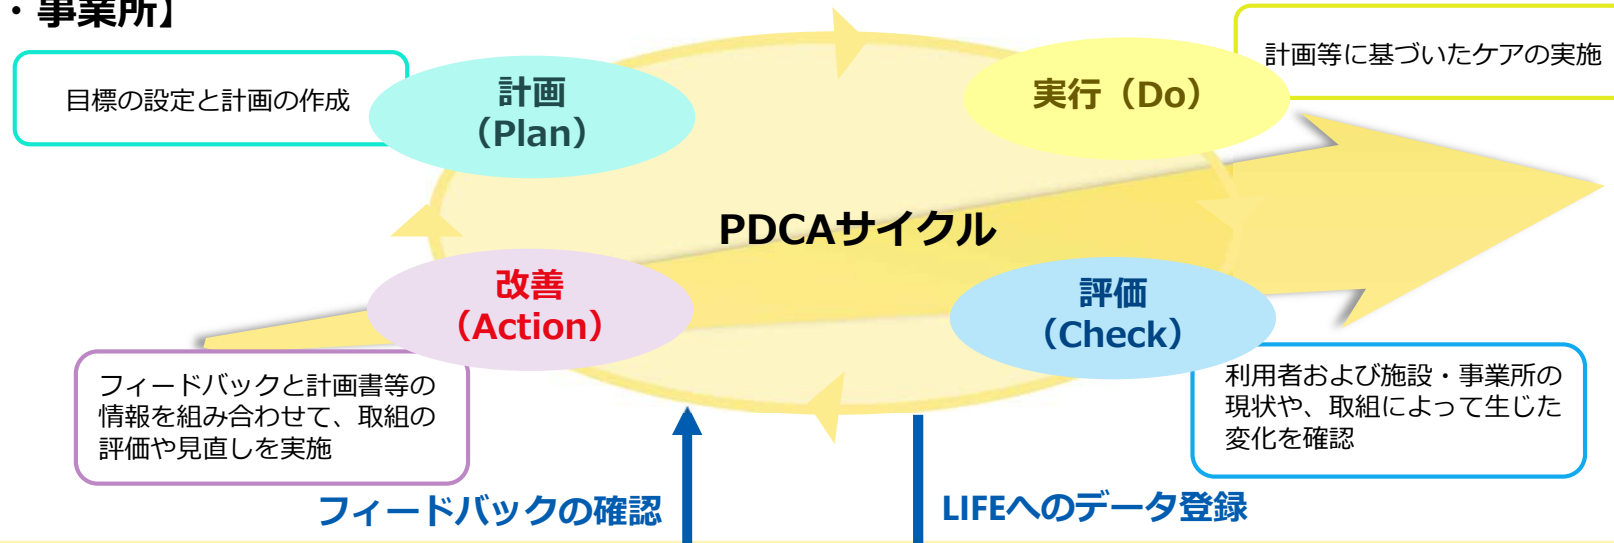 ・事業所】
目標の設定と計画の作成
計画
（Plan）
実行（Do）
計画等に基づいたケアの実施
PDCAサイクル
改善
（Action）
評価
（Check）
フィードバックと計画書等の
情報を組み合わせて、取組の
評価や見直しを実施
利用者および施設・事業所の
現状や、取組によって生じた
変化を確認
フィードバックの確認
LIFEへのデータ登録